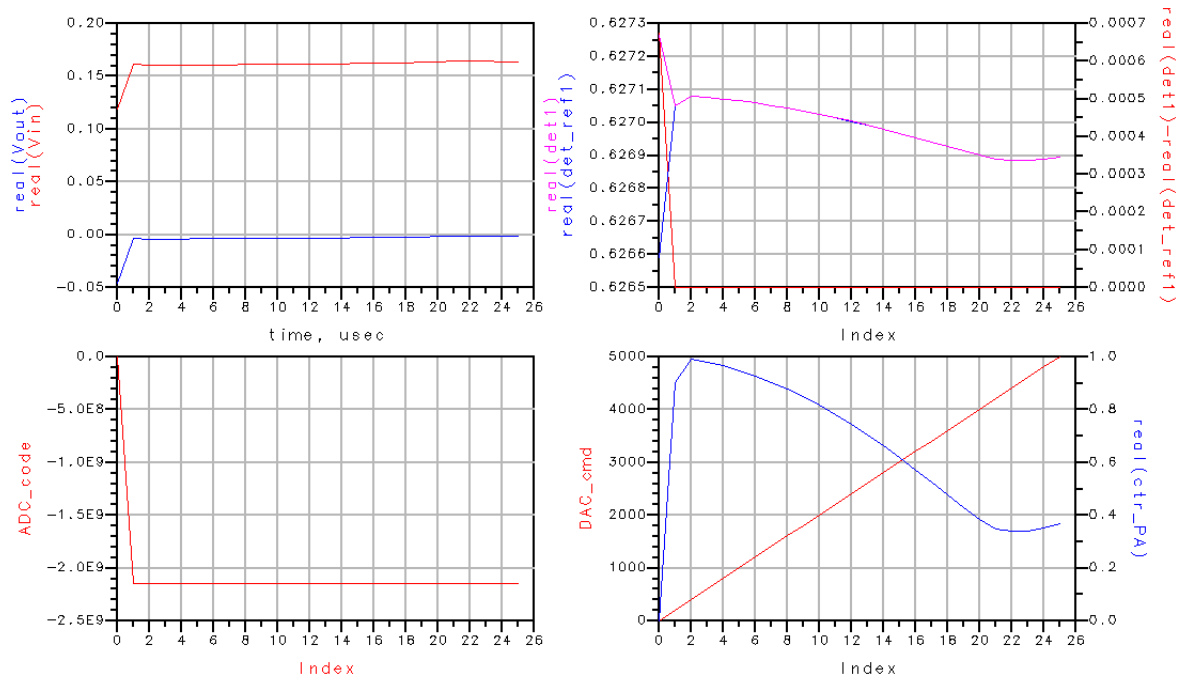 real(Vout)
real(Vin)
0.20
0.15
0.10
0.05
0.00
-0.05
0 2 4 6 8 10 12 14 16 18 20 22 24 26
time, usec
real(det1)
real(det_ref1)
0.6273
0.6272
0.6271
0.6270
0.6269
0.6268
0.6267
0.6266
0.6265
0 2 4 6 8 10 12 14 16 18 20 22 24 26
Index
0.0007
0.0006
0.0005
0.0004
0.0003
0.0002
0.0001
0.0000
real(det1)-real(det_ref1)
ADC_code
0.0
-5.0E8
-1.0E9
-1.5E9
-2.0E9
-2.5E9
0 2 4 6 8 10 12 14 16 18 20 22 24 26
Index
DAC_cmd
5000
4000
3000
2000
1000
0
0 2 4 6 8 10 12 14 16 18 20 22 24 26
Index
1.0
0.8
0.6
0.4
0.2
0.0
real(ctr_PA)